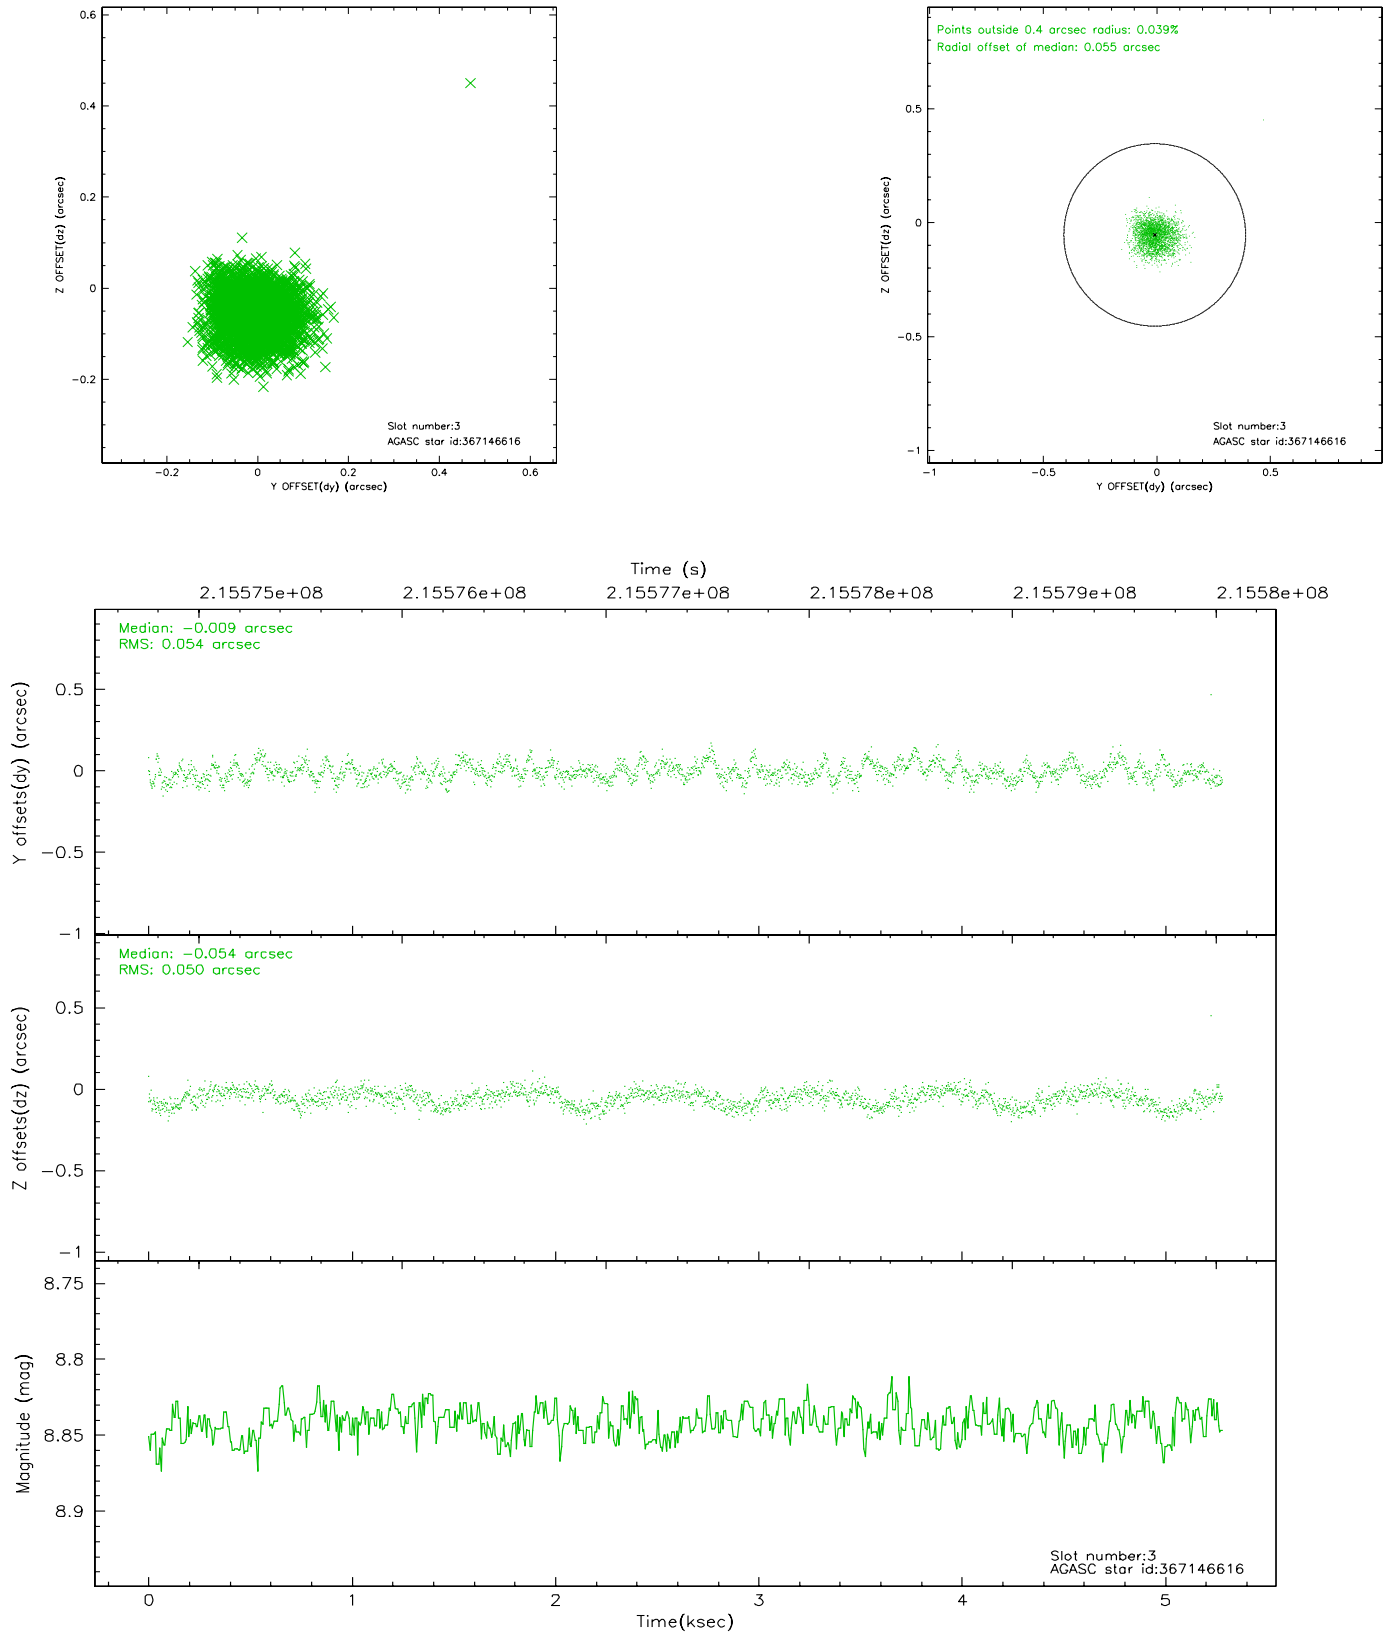 0.6
0.4
0.2
0
−0.2
Z OFFSET(dz) (arcsec)
−0.2 0 0.2 0.4 0.6
Y OFFSET(dy) (arcsec)
Slot number:3
AGASC star id:367146616
Points outside 0.4 arcsec radius: 0.039%
Radial offset of median: 0.055 arcsec
0.5
0
−0.5
−1
Z OFFSET(dz) (arcsec)
−1 −0.5 0 0.5
Y OFFSET(dy) (arcsec)
Slot number:3
AGASC star id:367146616
Time (s)
2.15575e+08 2.15576e+08 2.15577e+08 2.15578e+08 2.15579e+08 2.1558e+08
Median: −0.009 arcsec
RMS: 0.054 arcsec
0.5
0
−0.5
−1
Y offsets(dy) (arcsec)
Median: −0.054 arcsec
RMS: 0.050 arcsec
0.5
0
−0.5
−1
Z offsets(dz) (arcsec)
8.75
8.8
8.85
8.9
Magnitude (mag)
Slot number:3
AGASC star id:367146616
0 1 2 3 4 5
Time(ksec)